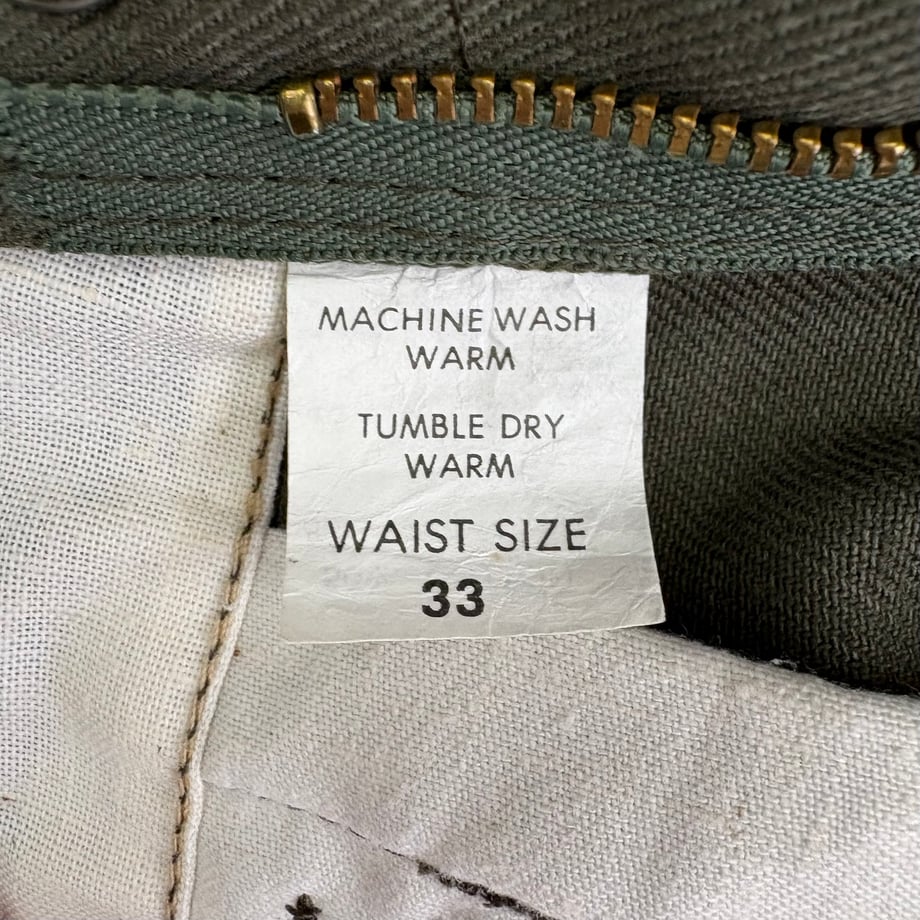 MACHINE WASH
WARM
TUMBLE DRY
WARM
WAIST SIZE
33